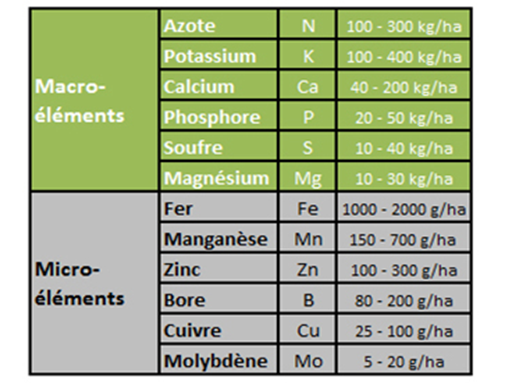 Macro-éléments
Azote N 100 - 300 kg/ha
Potassium K 100 - 400 kg/ha
Calcium Ca 40 - 200 kg/ha
Phosphore P 20 - 50 kg/ha
Soufre S 10 - 40 kg/ha
Magnésium Mg 10 - 30 kg/ha
Micro-éléments
Fer Fe 1000 - 2000 g/ha
Manganèse Mn 150 - 700 g/ha
Zinc Zn 100 - 300 g/ha
Bore B 80 - 200 g/ha
Cuivre Cu 25 - 100 g/ha
Molybdène Mo 5 - 20 g/ha